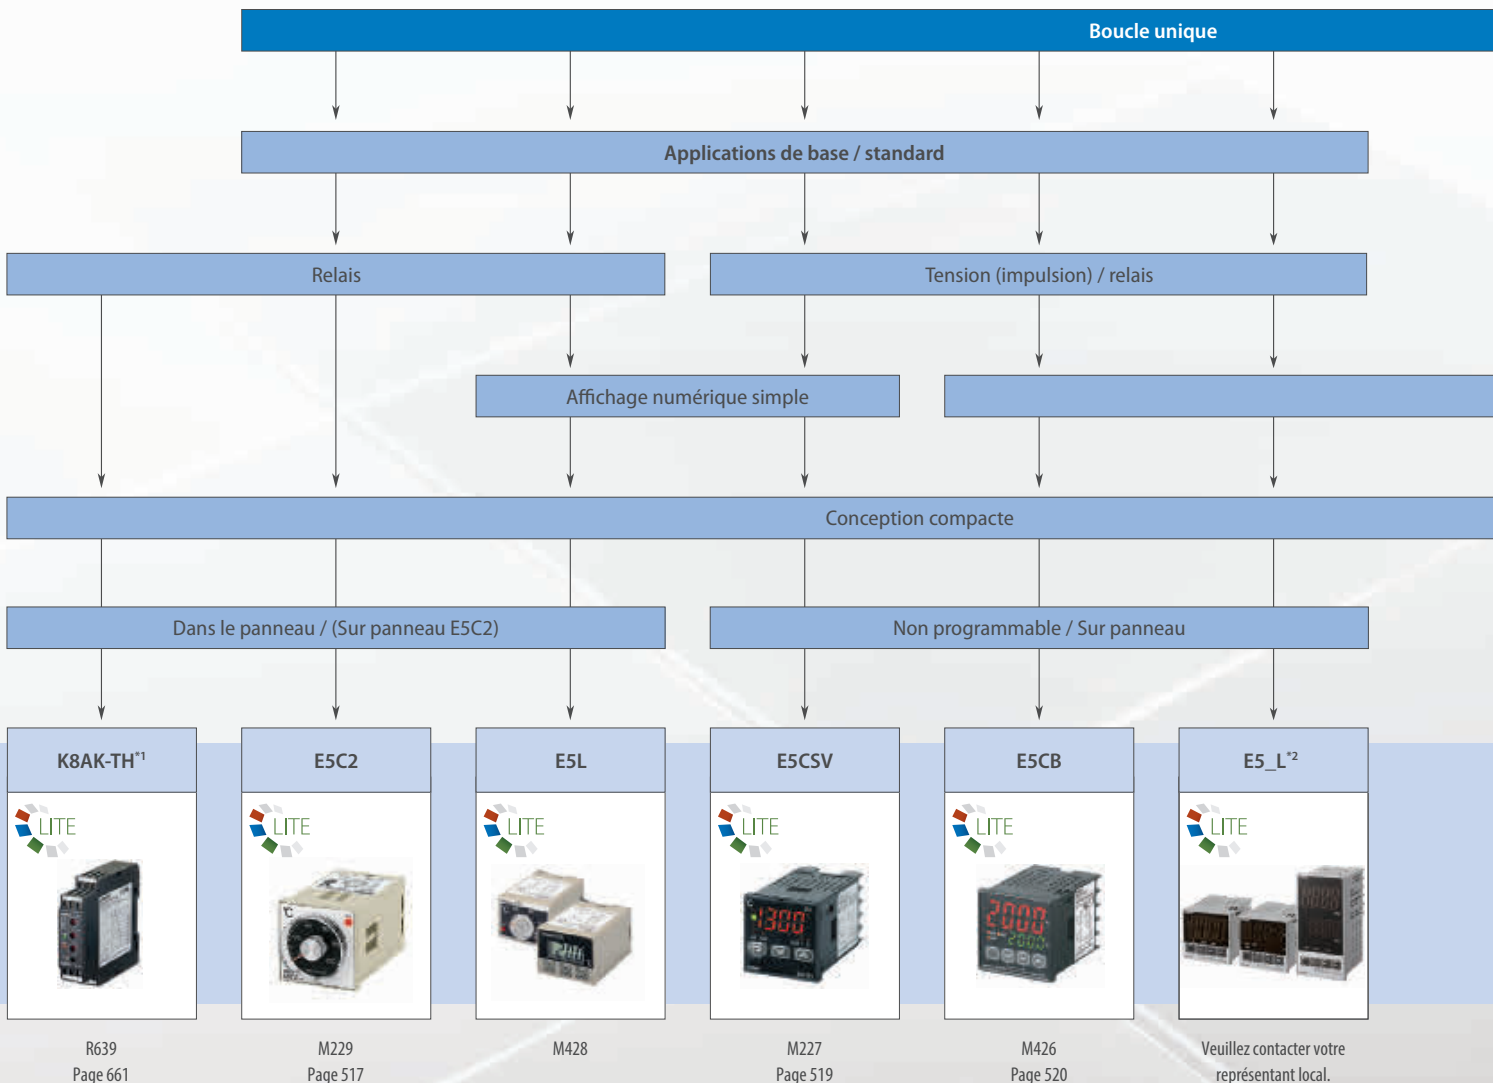 Boucle unique
Applications de base / standard
Relais
Tension (impulsion) / relais
Affichage numérique simple
Conception compacte
Dans le panneau / (Sur panneau E5C2)
Non programmable / Sur panneau
K8AK-TH*1
E5C2
E5L
E5CSV
E5CB
E5_L*2
LITE
LITE
LITE
LITE
LITE
LITE
°C
1300
2000
2000
R639
Page 661
M229
Page 517
M428
M227
Page 519
M426
Page 520
Veuillez contacter votre
représentant local.